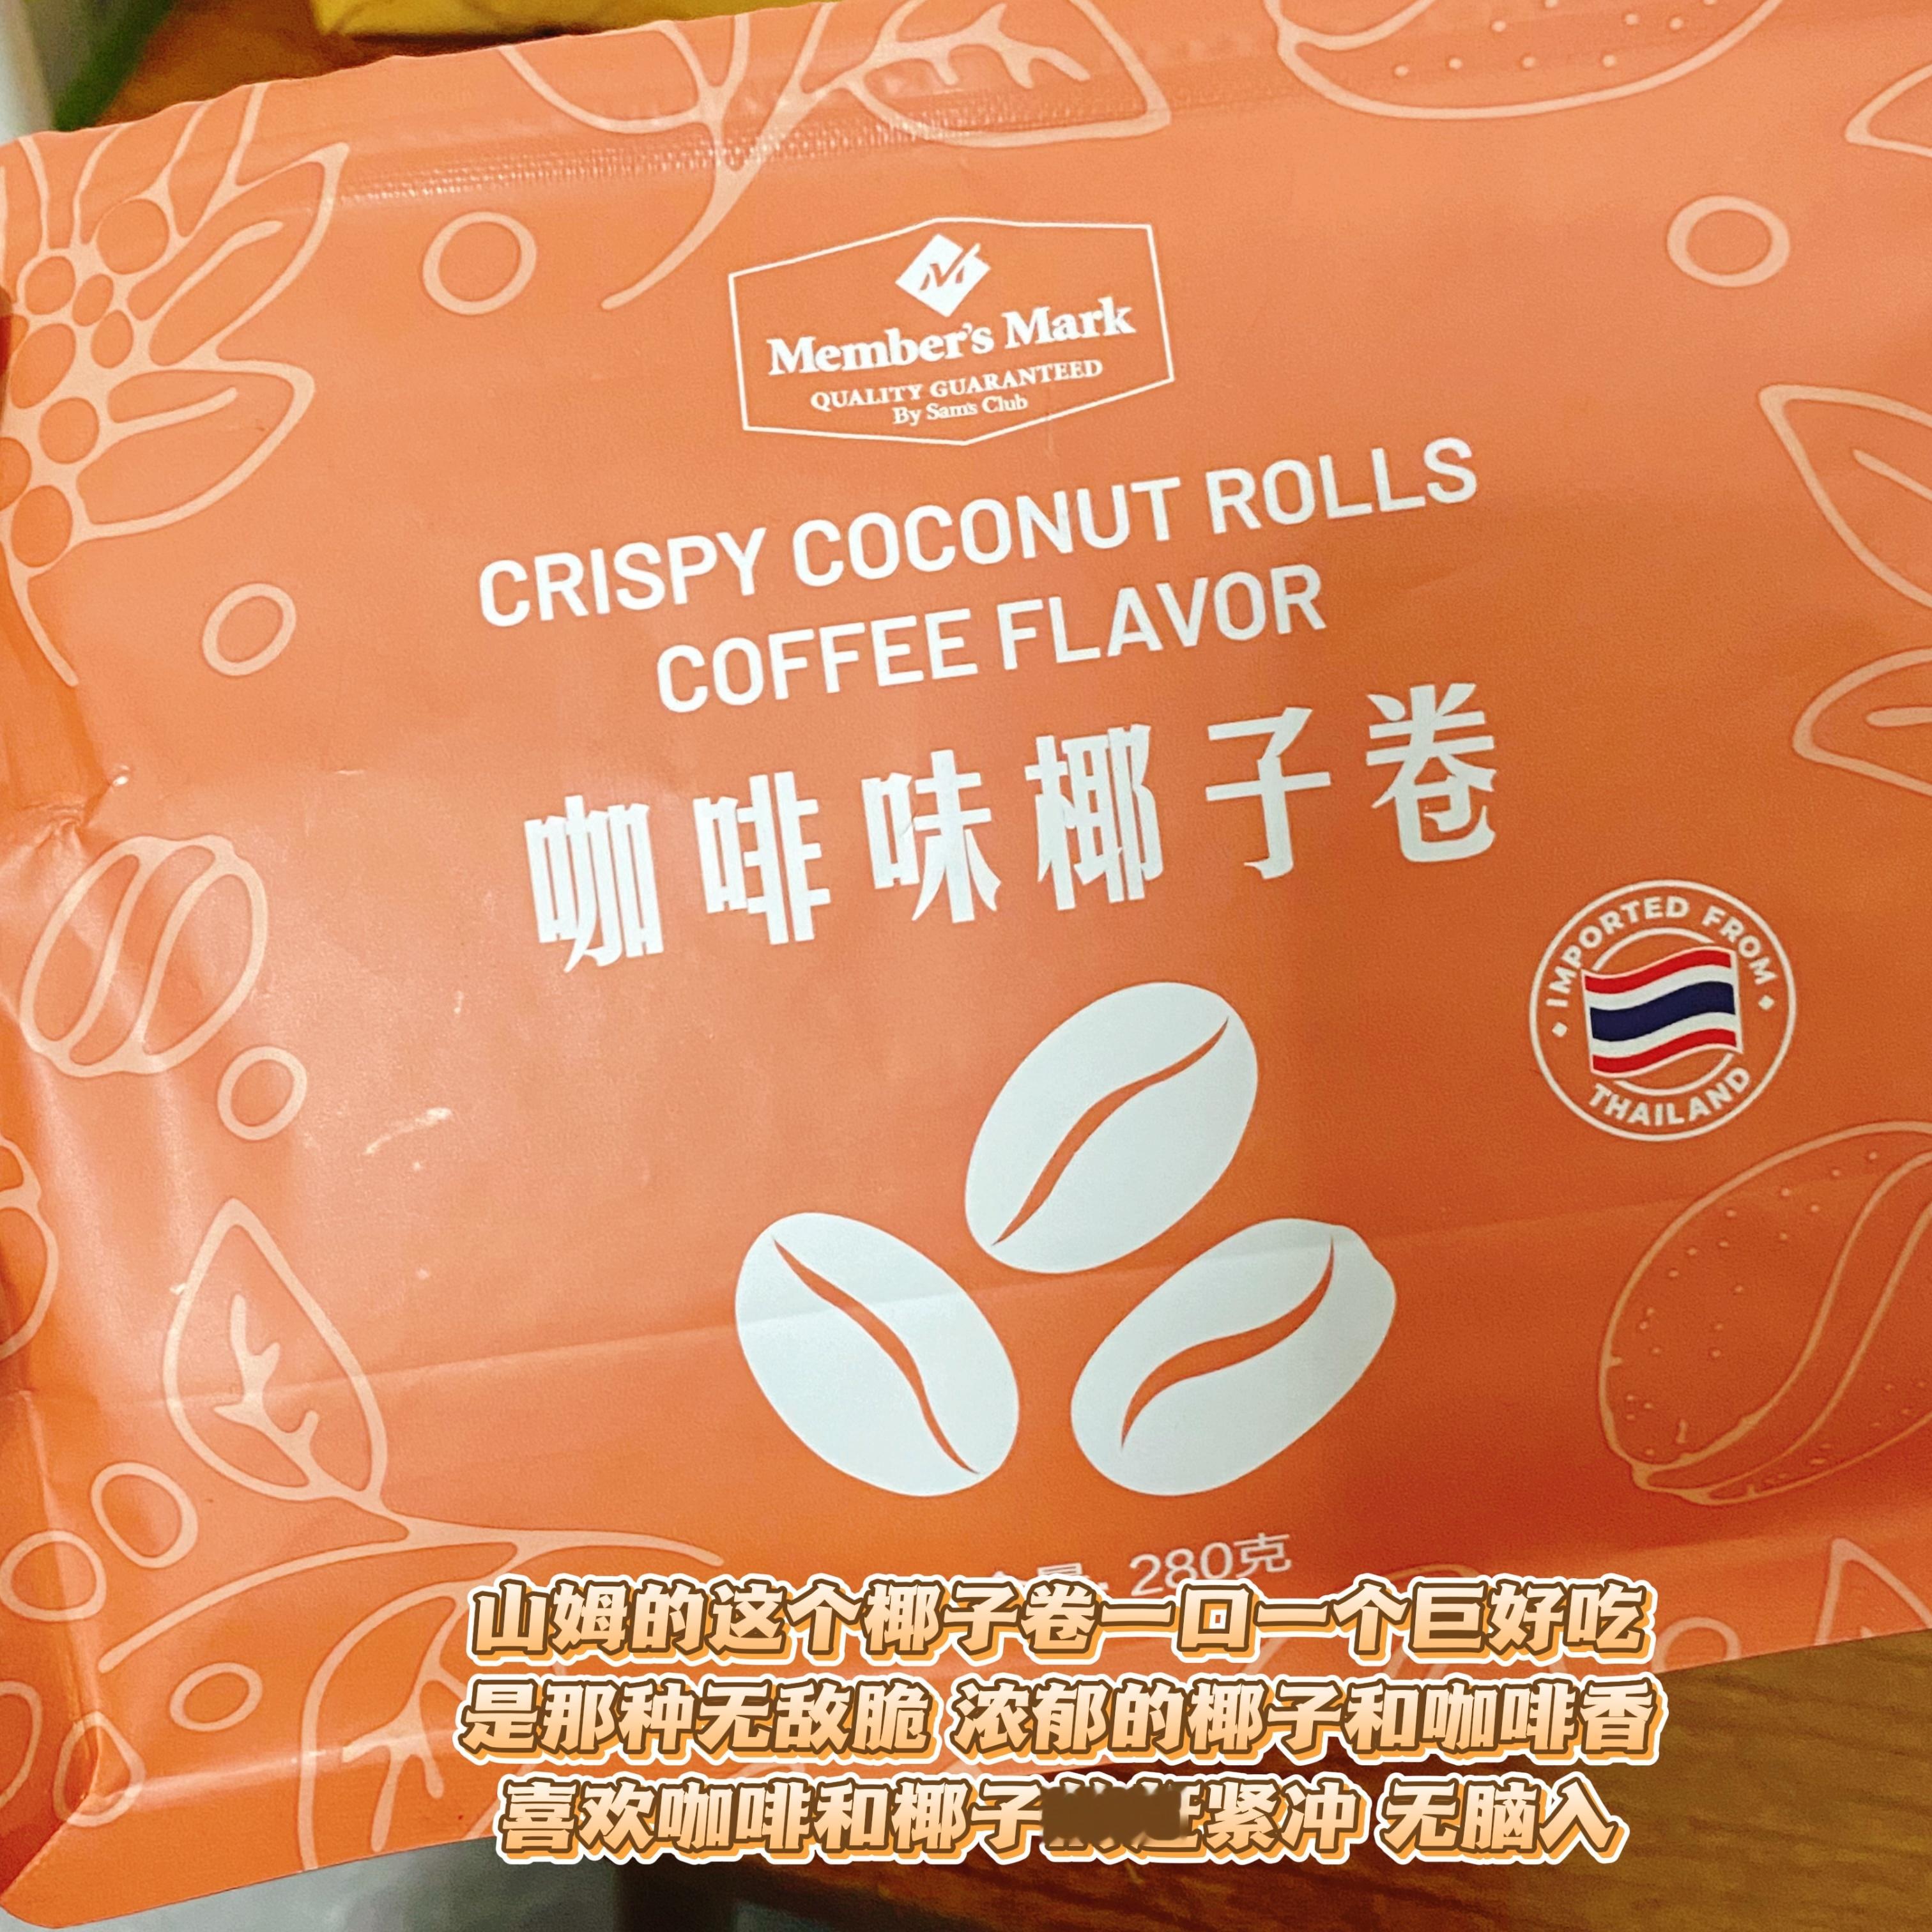 Member's Mark
QUALITY GUARANTEED
By Sam's Club
CRISPY COCONUT ROLLS
COFFEE FLAVOR
咖啡味椰子卷
IMPORTED FROM
THAILAND
280克
山姆的这个椰子卷一口一个巨好吃
是那种无敌脆 浓郁的椰子和咖啡香
喜欢咖啡和椰子紧冲 无脑入